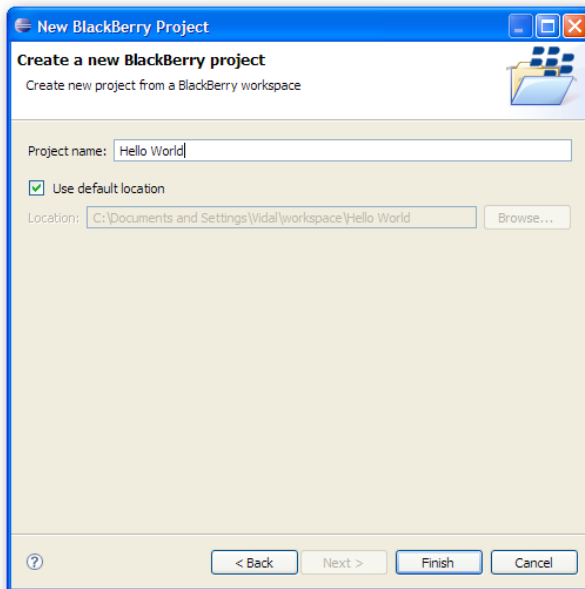 New BlackBerry Project
Create a new BlackBerry project
Create new project from a BlackBerry workspace
Project name: Hello World
Use default location
Location: C:\Documents and Settings\Vidal\workspace\Hello World Browse...
? < Back Next > Finish Cancel